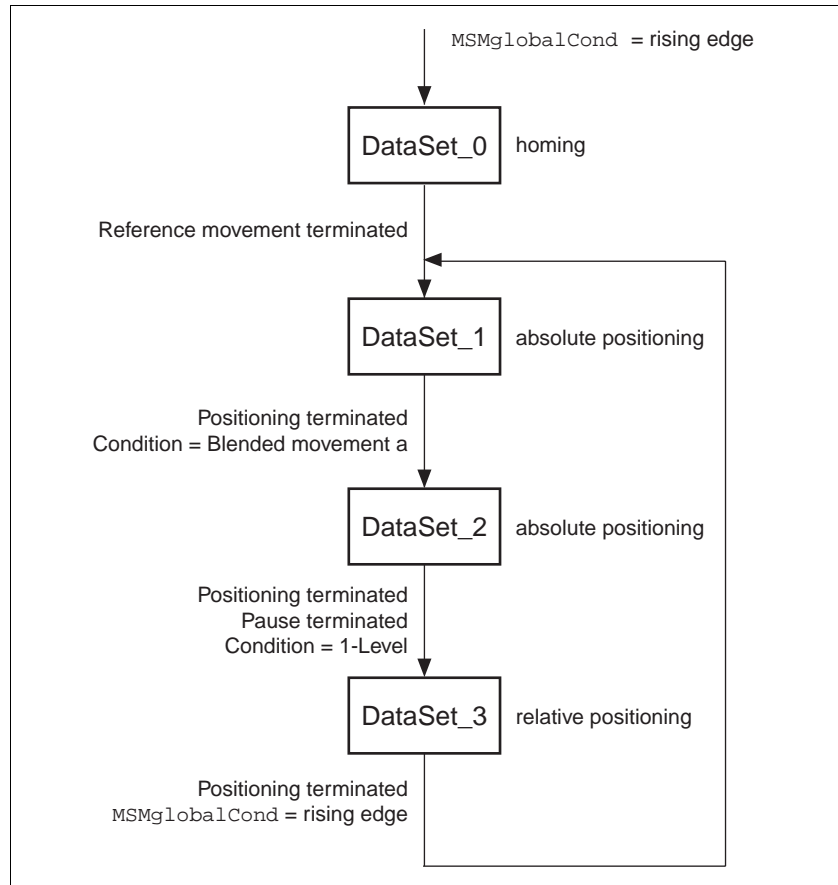 MSMglobalCond = rising edge
DataSet_0
homing
Reference movement terminated
DataSet_1
absolute positioning
Positioning terminated
Condition = Blended movement a
DataSet_2
absolute positioning
Positioning terminated
Pause terminated
Condition = 1-Level
DataSet_3
relative positioning
Positioning terminated
MSMglobalCond = rising edge